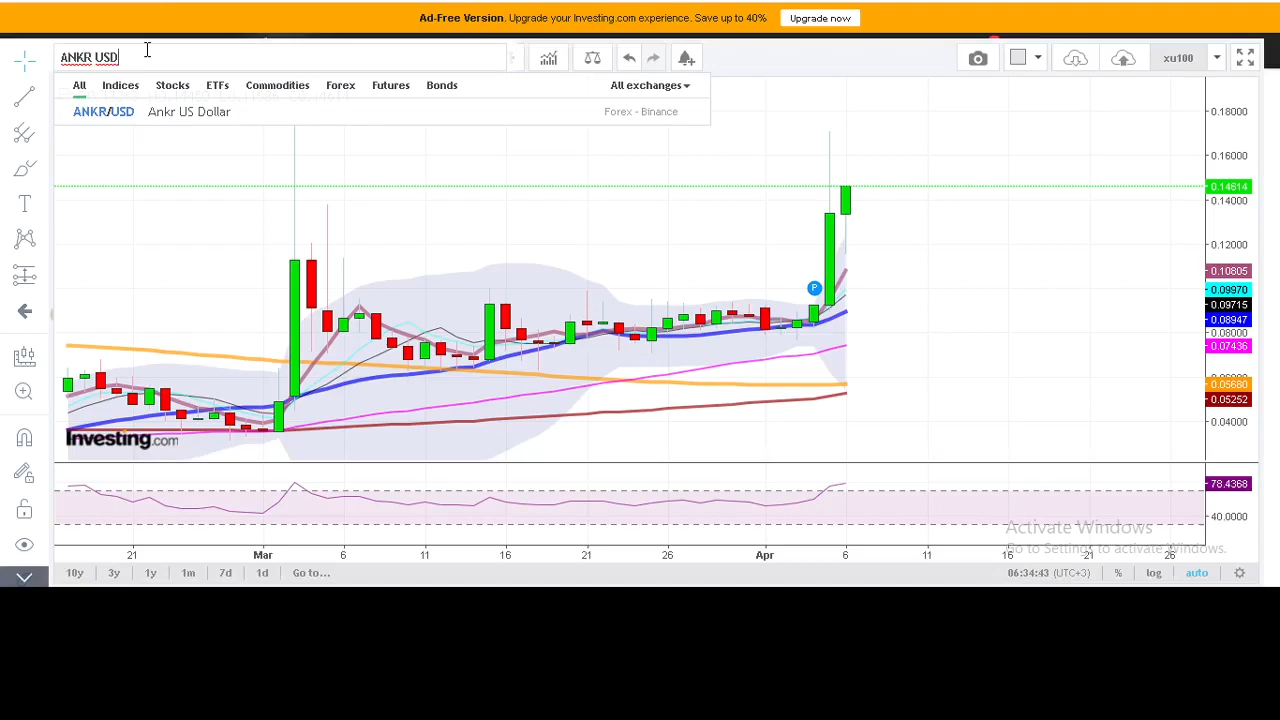 Ad-Free Version. Upgrade your Investing.com experience. Save up to 40% Upgrade now
ANKR USD xu100
All Indices Stocks ETFs Commodities Forex Futures Bonds All exchanges
ANKR/USD Ankr US Dollar Forex - Binance
0.18000
0.16000
0.14614
0.14000
0.12000
0.10805
0.09970
0.09715
0.08947
0.08000
0.07436
0.05680
0.05252
0.04000
P
T
Investing.com
78.4368
40.0000
Activate Windows
Go to Settings to activate Windows.
21 Mar 6 11 16 21 26 Apr 6 11 16 21 26
10y 3y 1y 1m 7d 1d Go to... 06:34:43 (UTC+3) % log auto